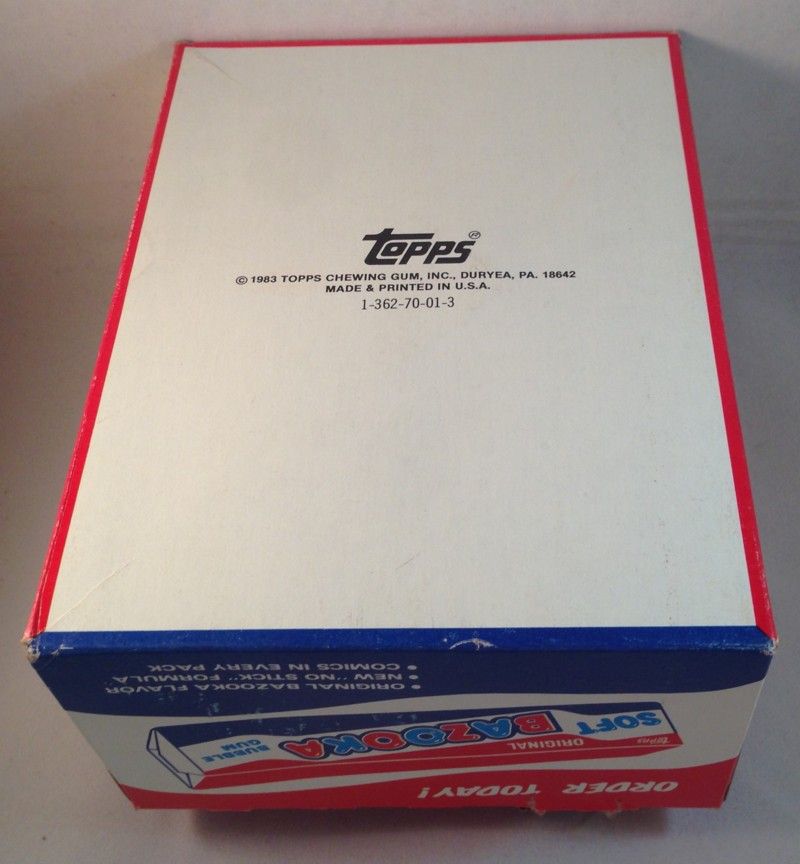 topps®
© 1983 TOPPS CHEWING GUM, INC., DURYEA, PA. 18642
MADE & PRINTED IN U.S.A.
1-362-70-01-3
ORDER TODAY!
topps ORIGINAL
SOFT BAZOOKA BUBBLE
GUM
• ORIGINAL BAZOOKA FLAVOR
• NEW "NO STICK" FORMULA
• COMICS IN EVERY PACK